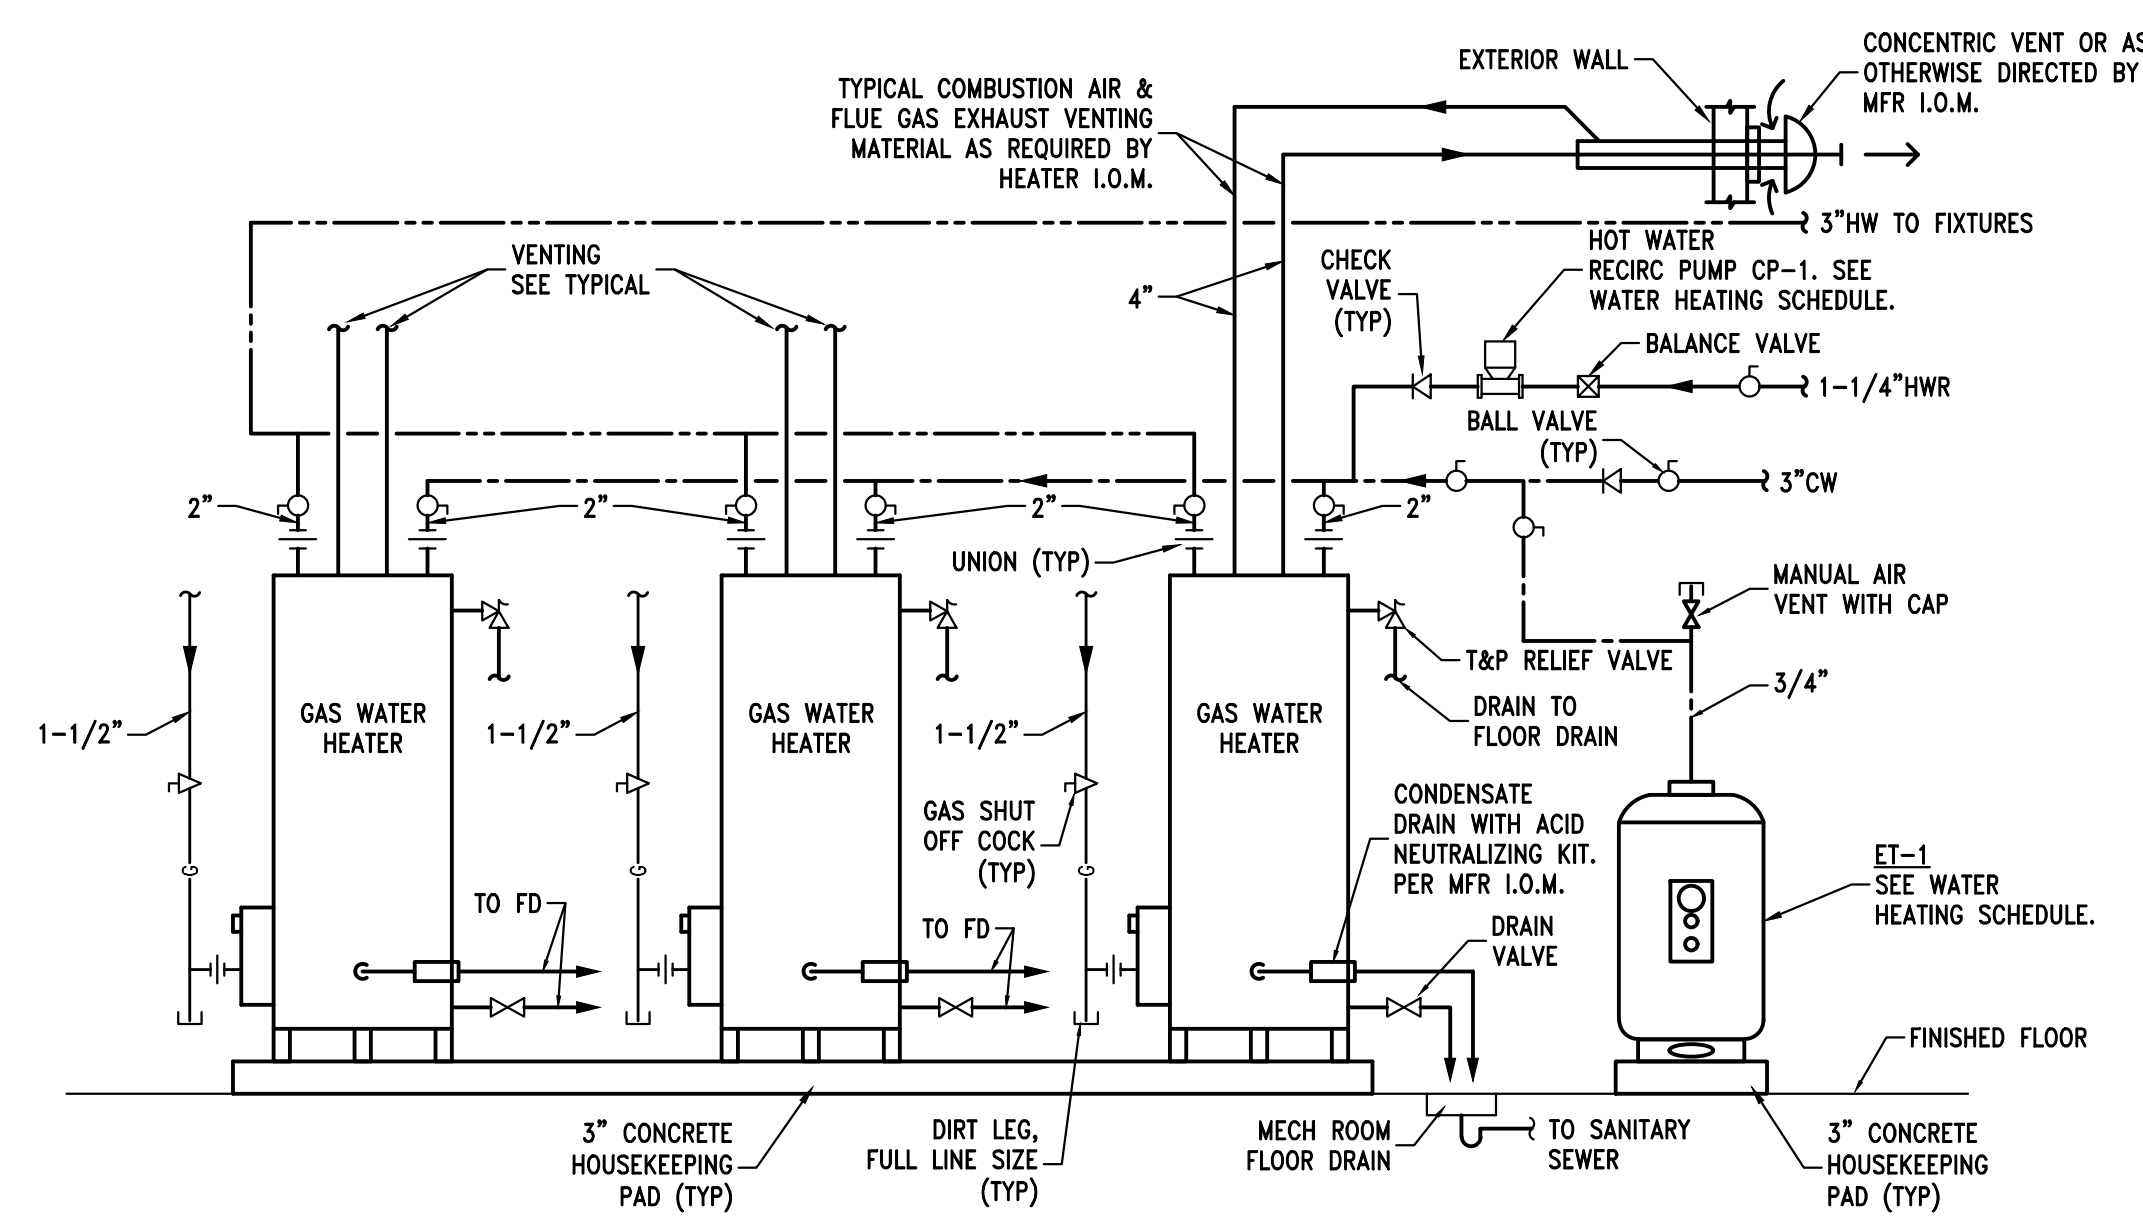 EXTERIOR WALL
CONCENTRIC VENT OR AS
OTHERWISE DIRECTED BY
MFR I.O.M.
TYPICAL COMBUSTION AIR &
FLUE GAS EXHAUST VENTING
MATERIAL AS REQUIRED BY
HEATER I.O.M.
3"HW TO FIXTURES
VENTING
SEE TYPICAL
4"
CHECK
VALVE
(TYP)
HOT WATER
RECIRC PUMP CP-1. SEE
WATER HEATING SCHEDULE.
BALANCE VALVE
1-1/4"HWR
BALL VALVE
(TYP)
3"CW
2"
2"
2"
2"
UNION (TYP)
MANUAL AIR
VENT WITH CAP
T&P RELIEF VALVE
3/4"
DRAIN TO
FLOOR DRAIN
1-1/2"
GAS WATER
HEATER
1-1/2"
GAS WATER
HEATER
1-1/2"
GAS WATER
HEATER
GAS SHUT
OFF COCK
(TYP)
CONDENSATE
DRAIN WITH ACID
NEUTRALIZING KIT.
PER MFR I.O.M.
G
G
G
ET-1
SEE WATER
HEATING SCHEDULE.
TO FD
TO FD
DRAIN
VALVE
FINISHED FLOOR
3" CONCRETE
HOUSEKEEPING
PAD (TYP)
DIRT LEG,
FULL LINE SIZE
(TYP)
MECH ROOM
FLOOR DRAIN
TO SANITARY
SEWER
3" CONCRETE
HOUSEKEEPING
PAD (TYP)